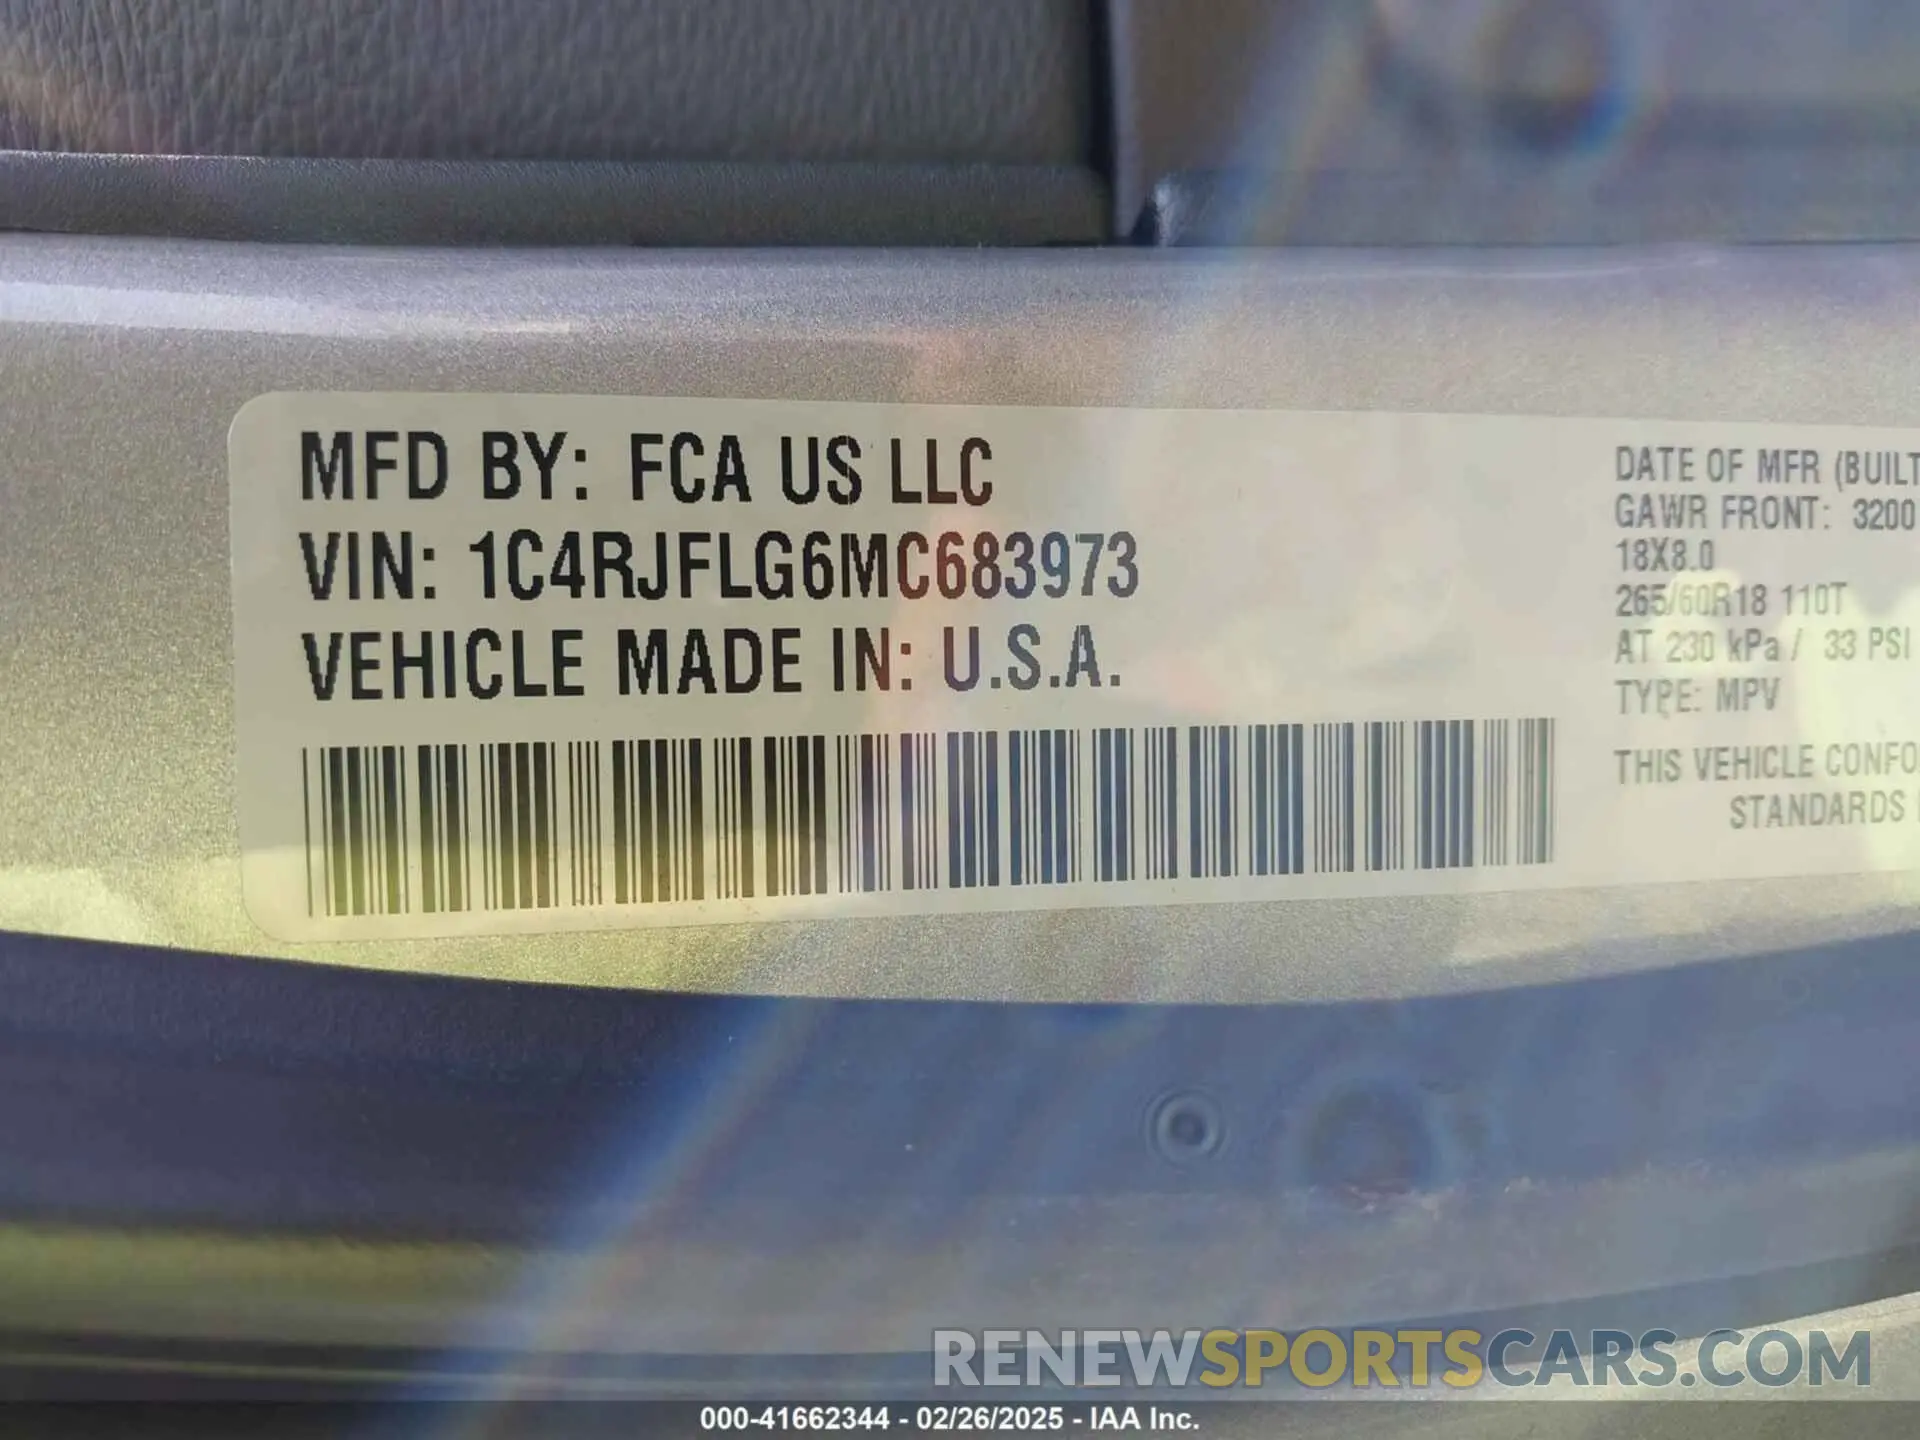 MFD BY: FCA US LLC
VIN: 1C4RJFLG6MC683973
VEHICLE MADE IN: U.S.A.
DATE OF MFR (BUILT
GAWR FRONT: 3200
18X8.0
265/60R18 110T
AT 230 kPa / 33 PSI
TYPE: MPV
THIS VEHICLE CONFO
STANDARDS
RENEWSPORTSCARS.COM
000-41662344 - 02/26/2025 - IAA Inc.